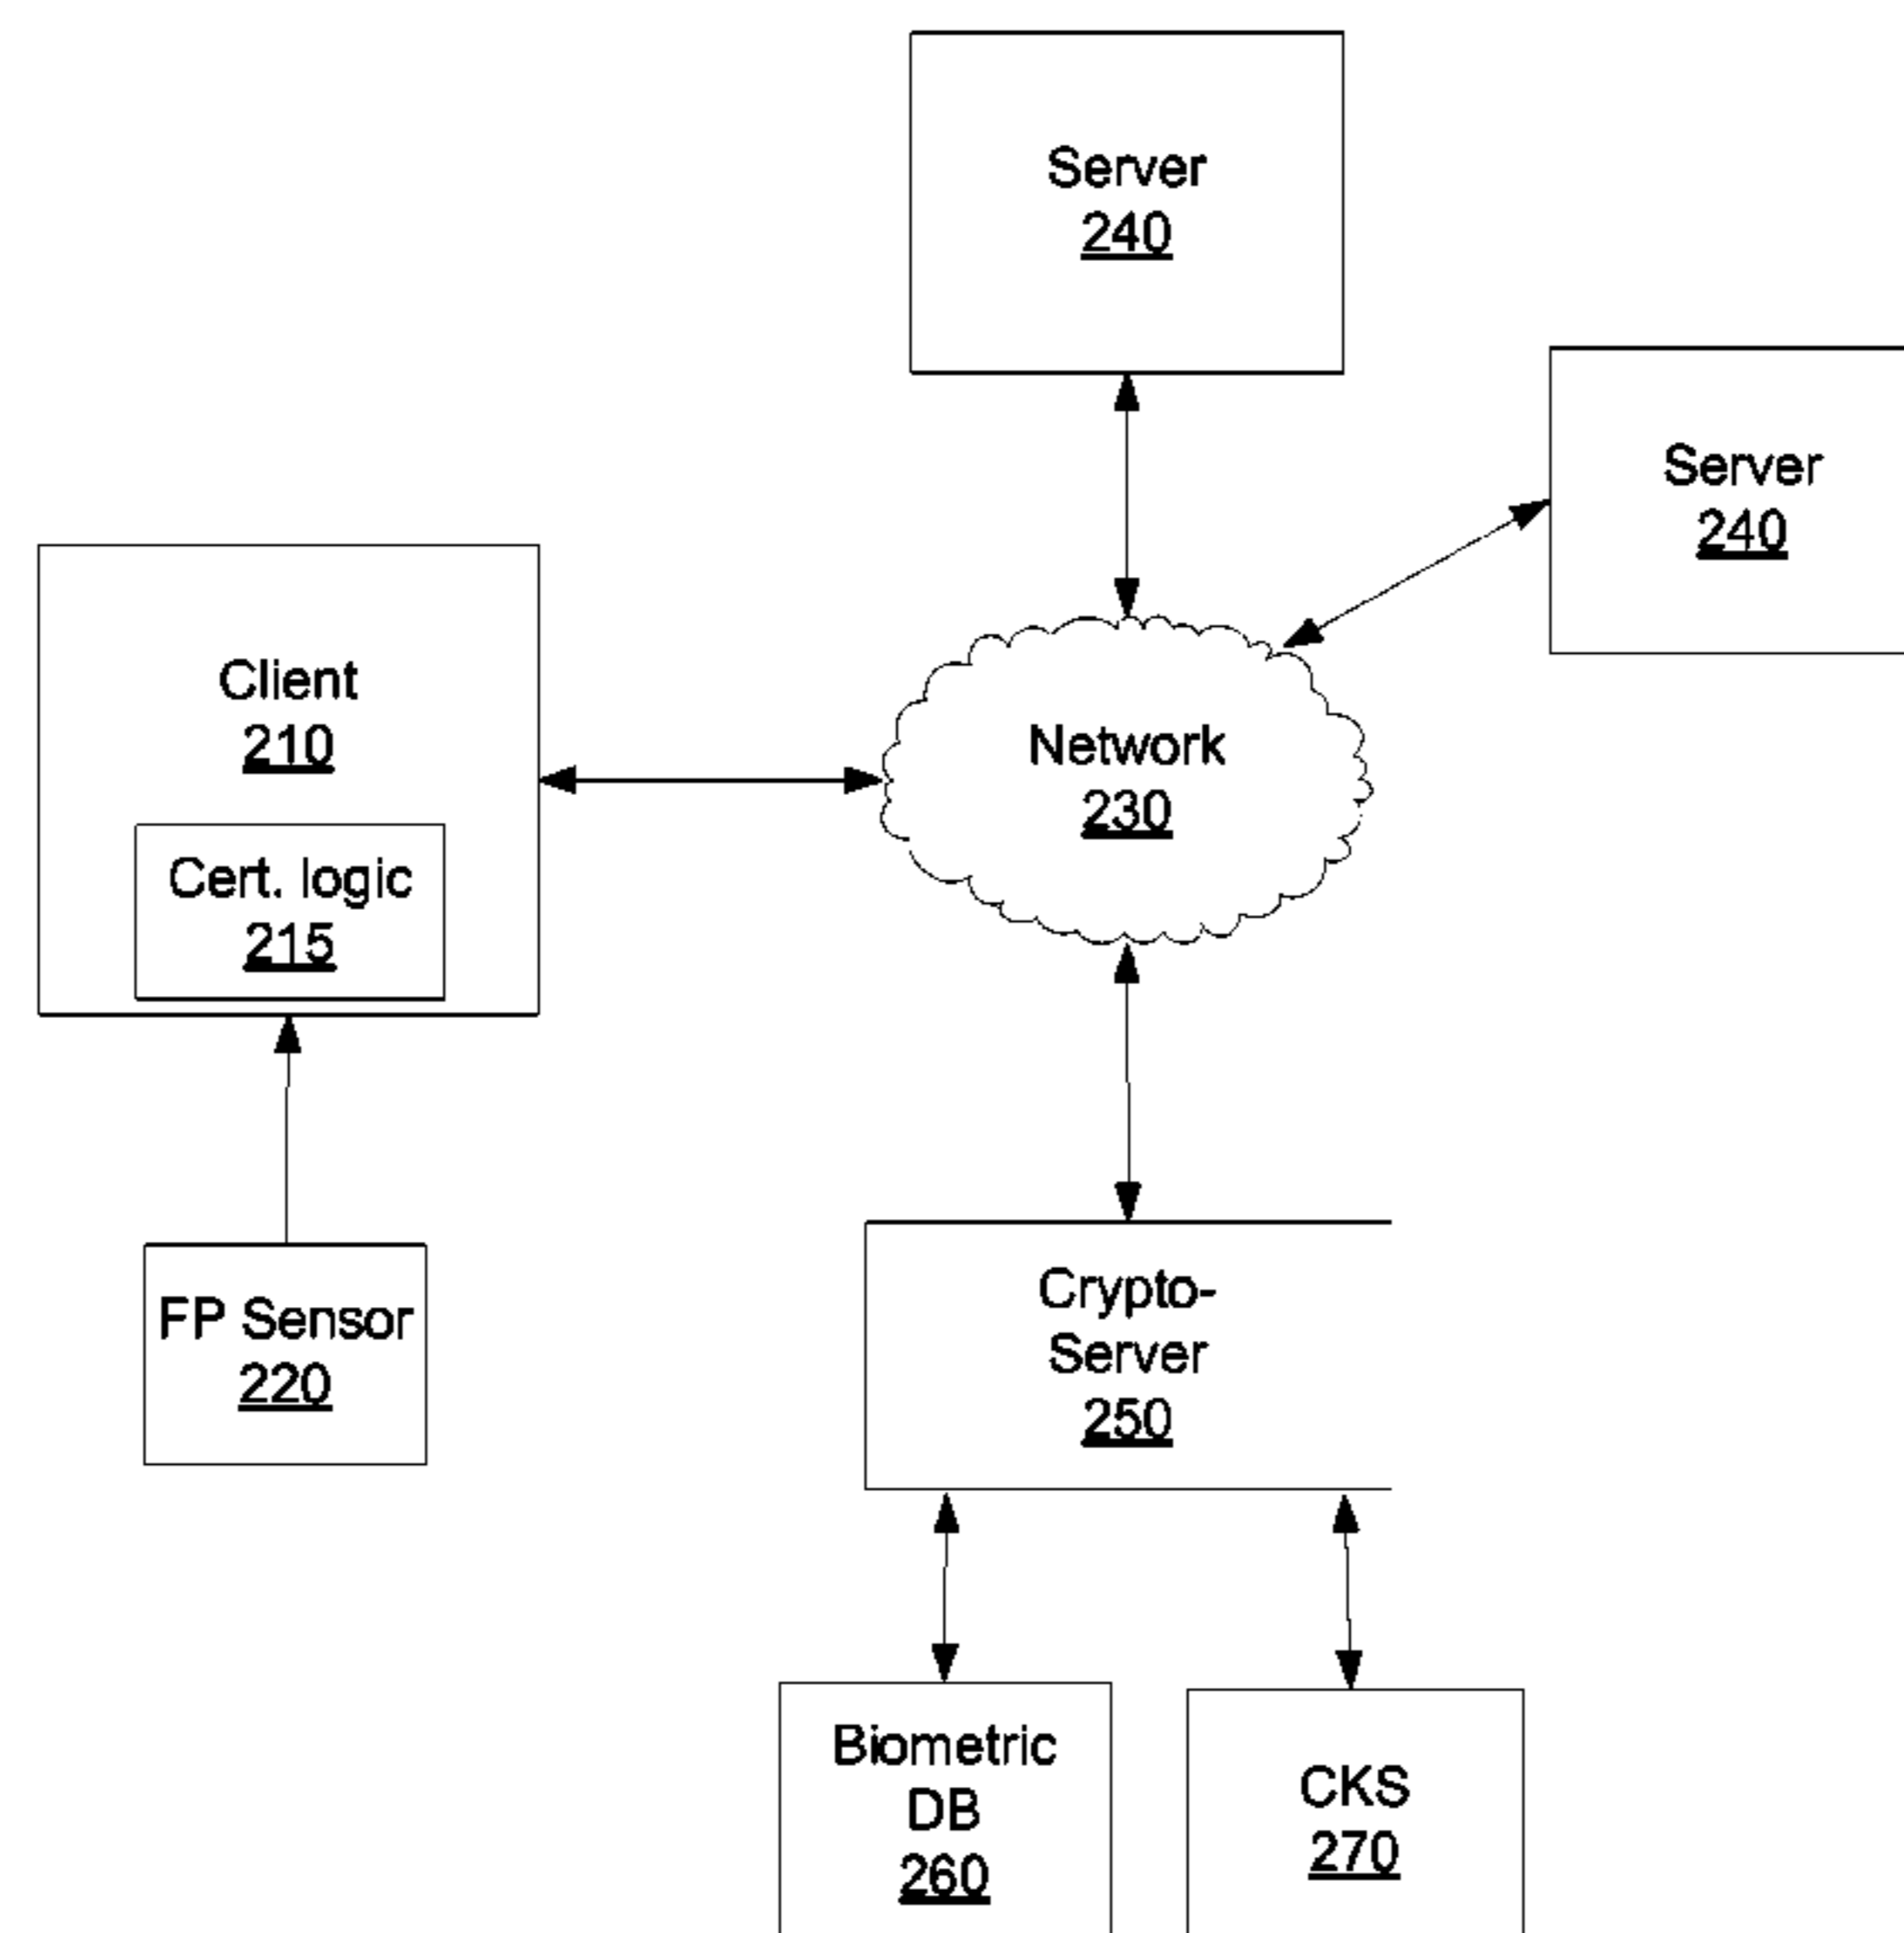 Server
240
Server
240
Client
210
Network
230
Cert. logic
215
FP Sensor
220
Crypto-
Server
250
Biometric
DB
260
CKS
270